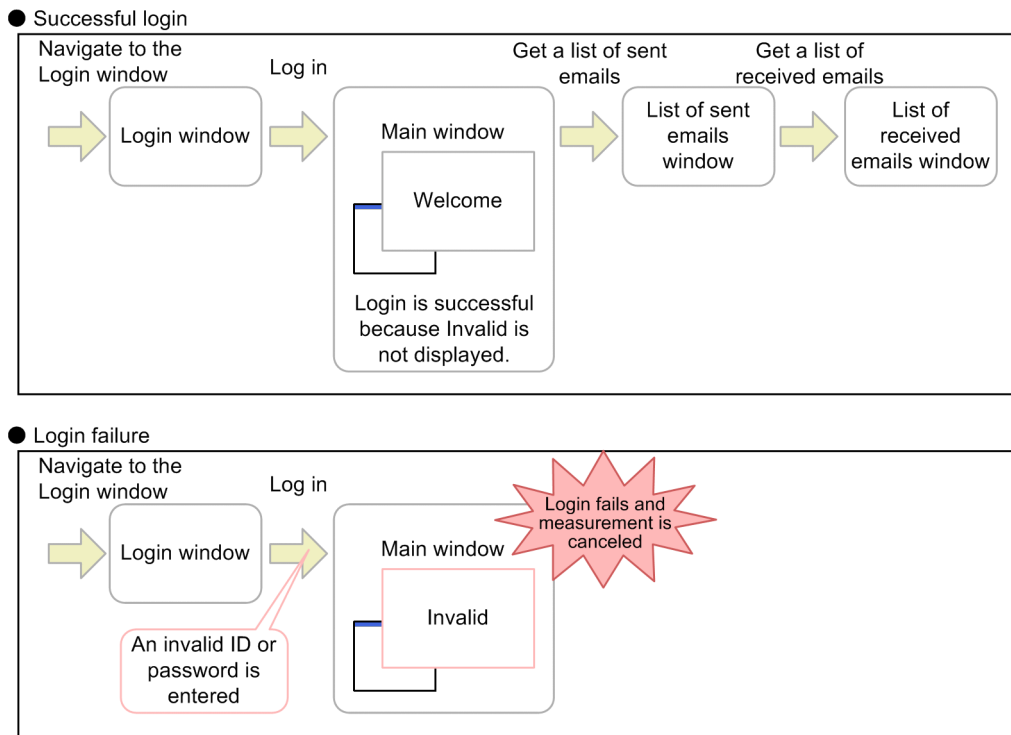 ● Successful login
Navigate to the
Login window
Log in
Get a list of sent
emails
Get a list of
received emails
Login window
Main window
Welcome
Login is successful
because Invalid is
not displayed.
List of sent
emails
window
List of
received
emails window
● Login failure
Navigate to the
Login window
Log in
Login window
An invalid ID or
password is
entered
Main window
Invalid
Login fails and
measurement is
canceled